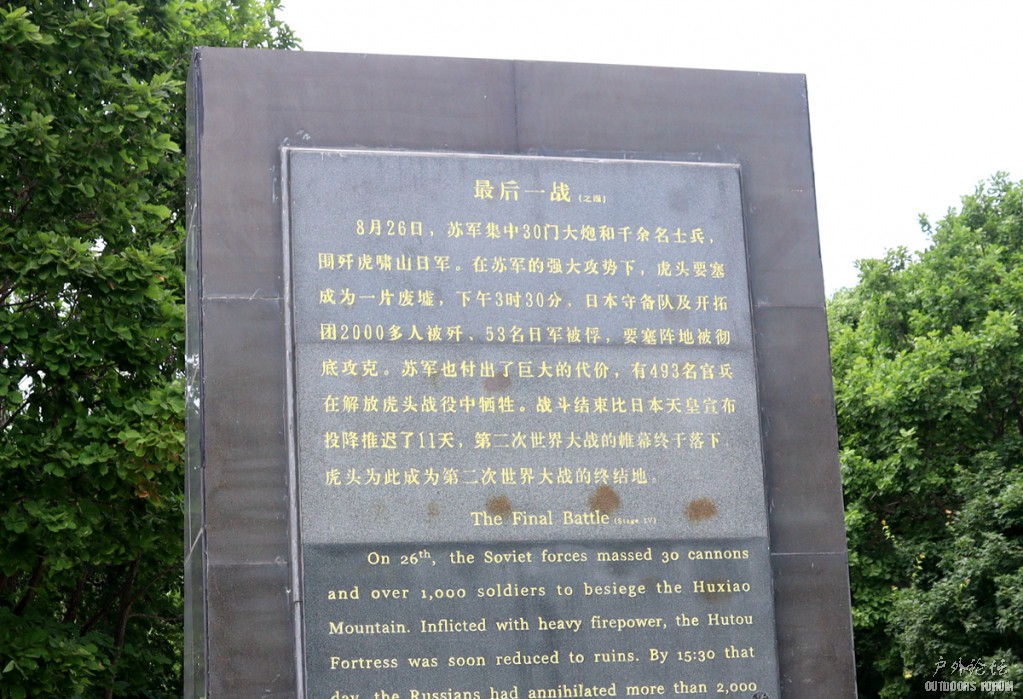 最后一战 (之四)
8月26日，苏军集中30门大炮和千余名士兵，
围歼虎啸山日军。在苏军的强大攻势下，虎头要塞
成为一片废墟，下午3时30分，日本守备队及开拓
团2000多人被歼、53名日军被俘，要塞阵地被彻
底攻克。苏军也付出了巨大的代价，有493名官兵
在解放虎头战役中牺牲。战斗结束比日本天皇宣布
投降推迟了11天，第二次世界大战的帷幕终于落下
虎头为此成为第二次世界大战的终结地。
The Final Battle (Stage IV)
On 26th, the Soviet forces massed 30 cannons
and over 1,000 soldiers to besiege the Huxiao
Mountain. Inflicted with heavy firepower, the Hutou
Fortress was soon reduced to ruins. By 15:30 that
day, the Russians had annihilated more than 2,000
户外论坛